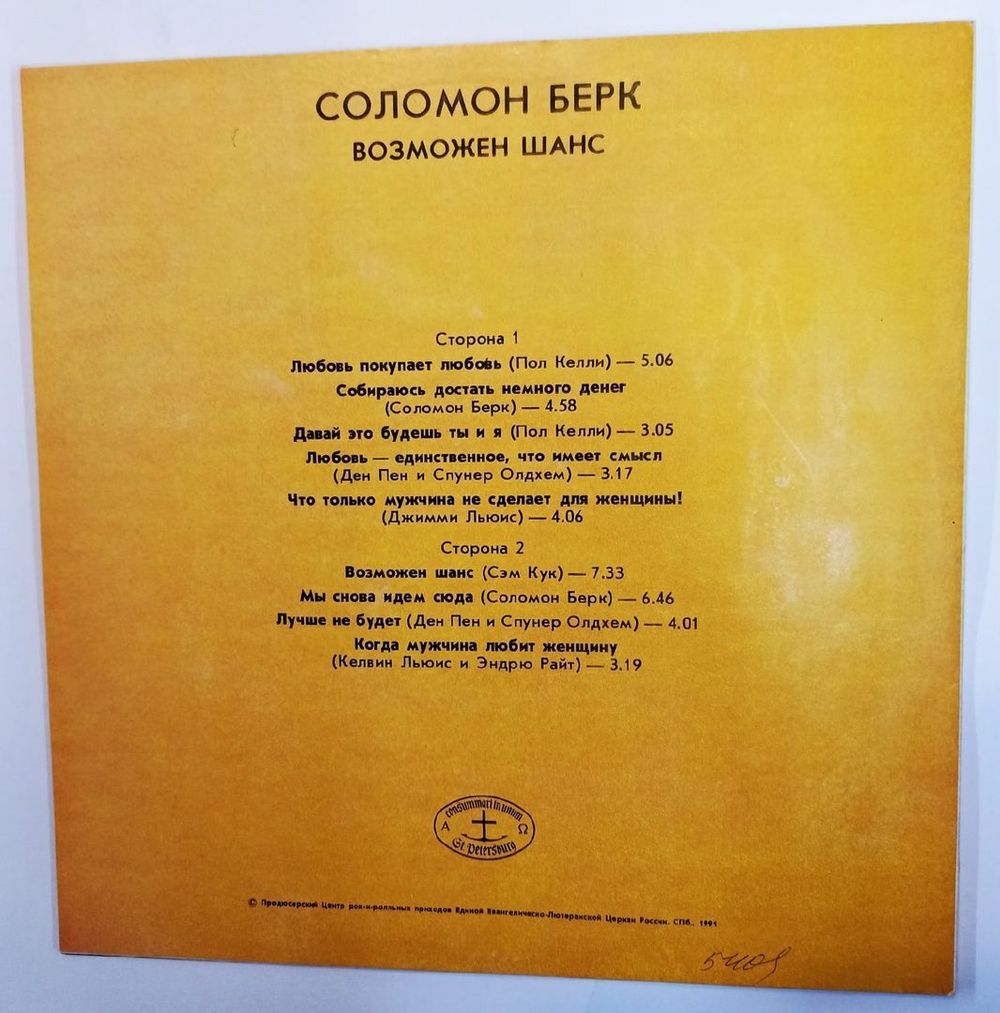 СОЛОМОН БЕРК
ВОЗМОЖЕН ШАНС
Сторона 1
Любовь покупает любовь (Пол Келли) — 5.06
Собираюсь достать немного денег
(Соломон Берк) — 4.58
Давай это будешь ты и я (Пол Келли) — 3.05
Любовь — единственное, что имеет смысл
(Ден Пен и Спунер Олдхем) — 3.17
Что только мужчина не сделает для женщины!
(Джимми Льюис) — 4.06
Сторона 2
Возможен шанс (Сэм Кук) — 7.33
Мы снова идем сюда (Соломон Берк) — 6.46
Лучше не будет (Ден Пен и Спунер Олдхем) — 4.01
Когда мужчина любит женщину
(Келвин Льюис и Эндрю Райт) — 3.19
consummari in unum
Α Ω
St. Petersburg
© Продюсерский Центр рок-н-ролльных приходов Единой Евангелическо-Лютеранской Церкви России. СПб., 1991